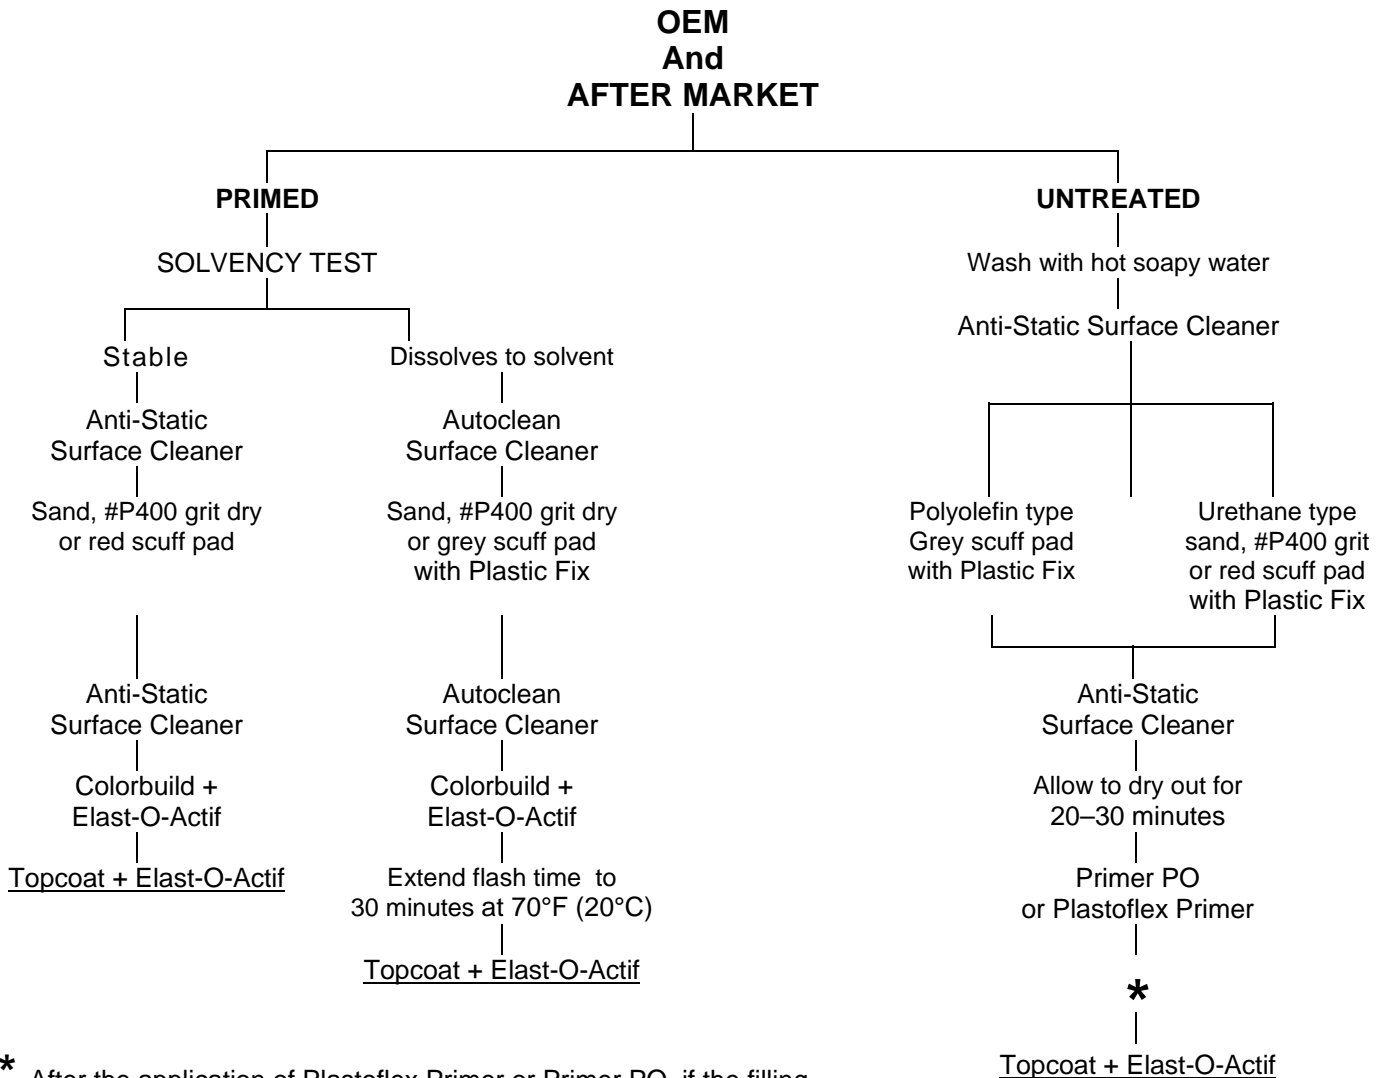 OEM
And
AFTER MARKET
PRIMED
UNTREATED
SOLVENCY TEST
Wash with hot soapy water
Anti-Static Surface Cleaner
Stable
Dissolves to solvent
Anti-Static
Surface Cleaner
Autoclean
Surface Cleaner
Sand, #P400 grit dry
or red scuff pad
Sand, #P400 grit dry
or grey scuff pad
with Plastic Fix
Polyolefin type
Grey scuff pad
with Plastic Fix
Urethane type
sand, #P400 grit
or red scuff pad
with Plastic Fix
Anti-Static
Surface Cleaner
Autoclean
Surface Cleaner
Anti-Static
Surface Cleaner
Colorbuild +
Elast-O-Actif
Colorbuild +
Elast-O-Actif
Allow to dry out for
20–30 minutes
Topcoat + Elast-O-Actif
Extend flash time to
30 minutes at 70°F (20°C)
Primer PO
or Plastoflex Primer
Topcoat + Elast-O-Actif
*
Topcoat + Elast-O-Actif
* After the application of Plastoflex Primer or Primer PO, if the filling